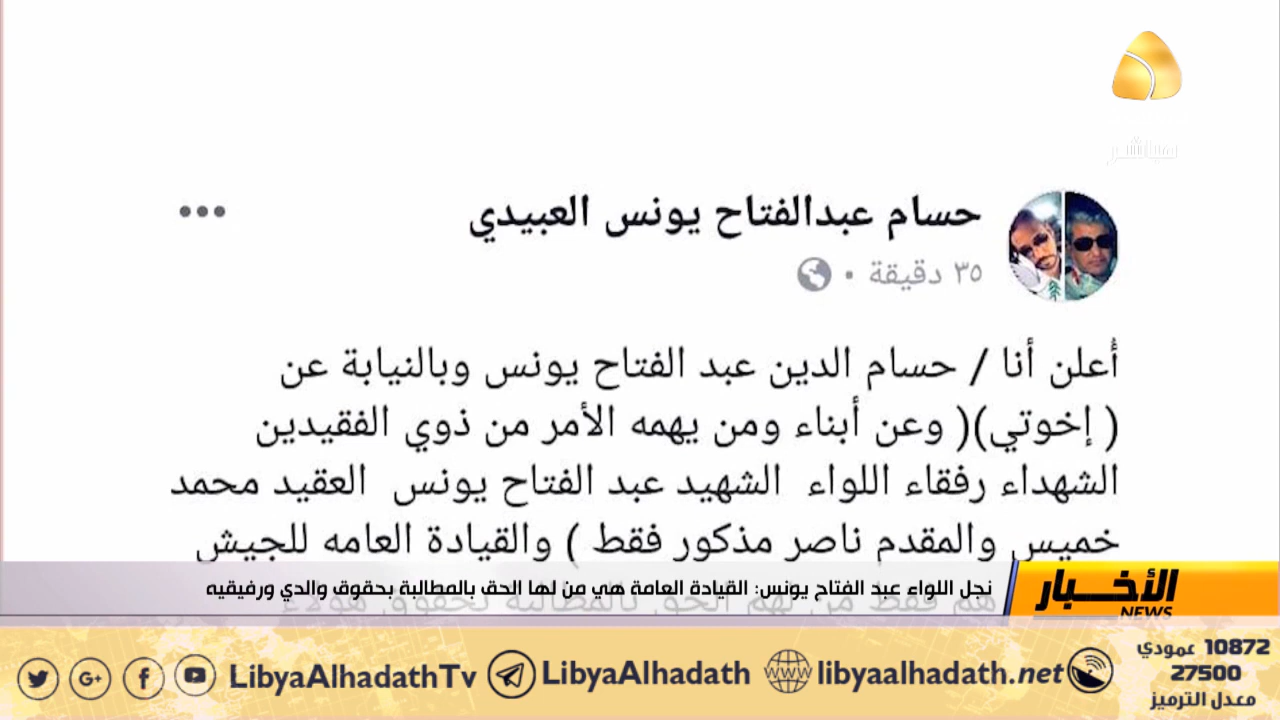 مباشر
حسام عبدالفتاح يونس العبيدي
٣٥ دقيقة
أعلن أنا / حسام الدين عبد الفتاح يونس وبالنيابة عن
( إخوتي)( وعن أبناء ومن يهمه الأمر من ذوي الفقيدين
الشهداء رفقاء اللواء الشهيد عبد الفتاح يونس العقيد محمد
خميس والمقدم ناصر مذكور فقط ) والقيادة العامه للجيش
الأخبار
NEWS
نجل اللواء عبد الفتاح يونس: القيادة العامة هي من لها الحق بالمطالبة بحقوق والدي ورفيقيه
LibyaAlhadathTv
LibyaAlhadath
libyaalhadath.net
10872 عمودي
27500
معدل الترميز